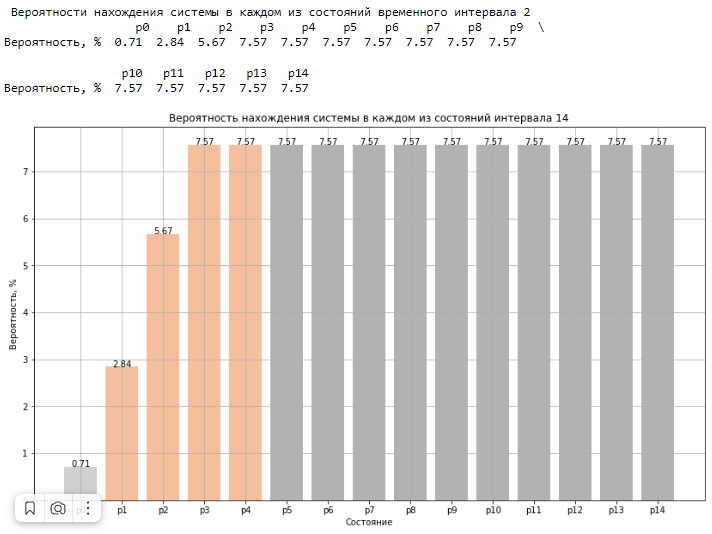 Вероятности нахождения системы в каждом из состояний временного интервала 2
p0 p1 p2 p3 p4 p5 p6 p7 p8 p9 \
Вероятность, % 0.71 2.84 5.67 7.57 7.57 7.57 7.57 7.57 7.57 7.57
p10 p11 p12 p13 p14
Вероятность, % 7.57 7.57 7.57 7.57 7.57
Вероятность нахождения системы в каждом из состояний интервала 14
7.57 7.57 7.57 7.57 7.57 7.57 7.57 7.57 7.57 7.57 7.57 7.57
7
6
5.67
5
4
Вероятность, %
3
2.84
2
1
0.71
p1 p2 p3 p4 p5 p6 p7 p8 p9 p10 p11 p12 p13 p14
Состояние